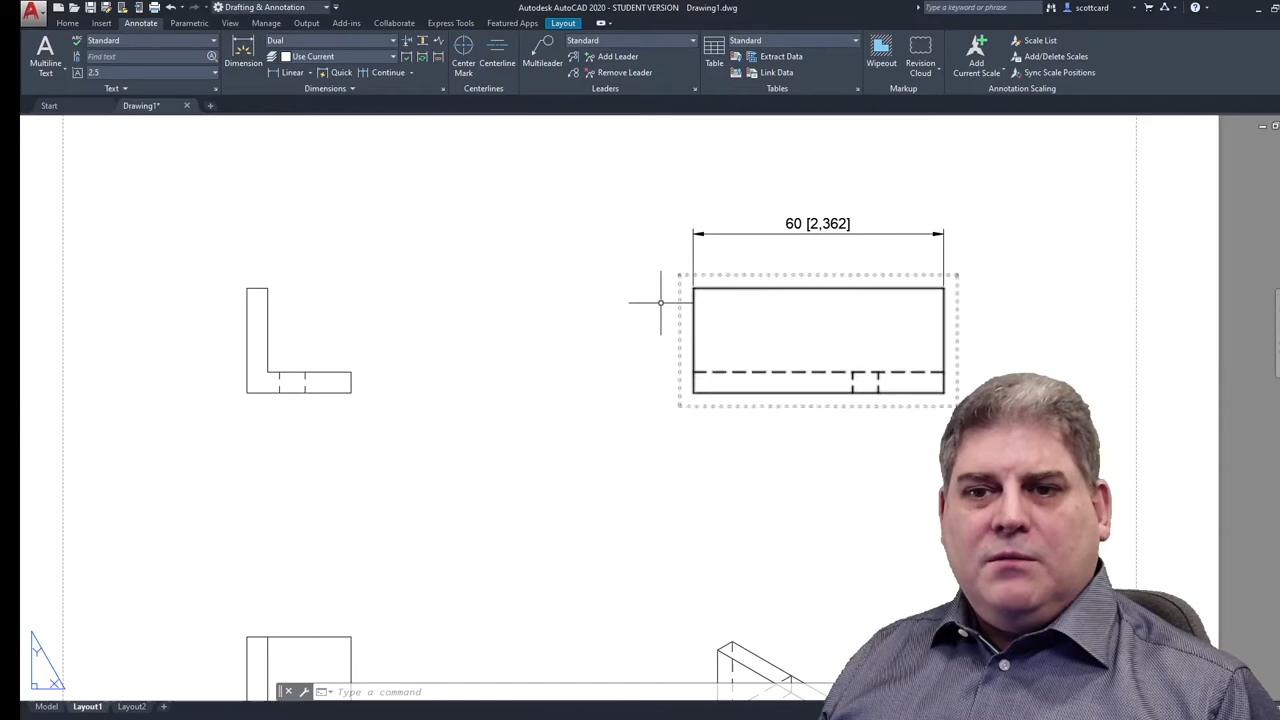 Drafting & Annotation
Autodesk AutoCAD 2020 - STUDENT VERSION Drawing1.dwg
Type a keyword or phrase
scottcard
Home Insert Annotate Parametric View Manage Output Add-ins Collaborate Express Tools Featured Apps Layout
Multiline Text
Standard
Find text
2.5
Text
Dimension
Dual
Use Current
Linear Quick Continue
Dimensions
Center Mark
Centerline
Centerlines
Multileader
Standard
Add Leader
Remove Leader
Leaders
Table
Standard
Extract Data
Link Data
Tables
Wipeout
Revision Cloud
Markup
Add Current Scale
Scale List
Add/Delete Scales
Sync Scale Positions
Annotation Scaling
Start Drawing1*
60 [2,362]
Y
X
Type a command
Model Layout1 Layout2